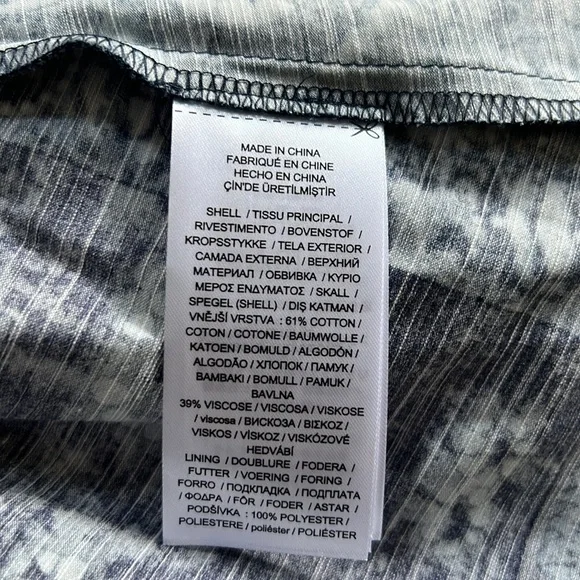 MADE IN CHINA
FABRIQUÉ EN CHINE
HECHO EN CHINA
ÇİN'DE ÜRETİLMİŞTİR
SHELL / TISSU PRINCIPAL /
RIVESTIMENTO / BOVENSTOF /
KROPSSTYKKE / TELA EXTERIOR /
CAMADA EXTERNA / ВЕРХНИЙ
МАТЕРИАЛ / ОБВИВКА / ΚΥΡΙΟ
ΜΕΡΟΣ ΕΝΔΥΜΑΤΟΣ / SKALL /
SPEGEL (SHELL) / DIŞ KATMAN /
VNĚJŠÍ VRSTVA : 61% COTTON /
COTON / COTONE / BAUMWOLLE /
KATOEN / BOMULD / ALGODÓN /
ALGODÃO / ХЛОПОК / ПАМУК /
ΒΑΜΒΑΚΙ / BOMULL / PAMUK /
BAVLNA
39% VISCOSE / VISCOSA / VISKOSE
/ viscosa / ВИСКОЗА / ΒΙΣΚΟΖ /
VISKOS / VİSKOZ / VISKÓZOVÉ
HEDVÁBÍ
LINING / DOUBLURE / FODERA /
FUTTER / VOERING / FORING /
FORRO / ПОДКЛАДКА / ПОДПЛАТА
/ ΦΟΔΡΑ / FÔR / FODER / ASTAR /
PODŠÍVKA : 100% POLYESTER /
POLIESTERE / poliéster / POLIÉSTER